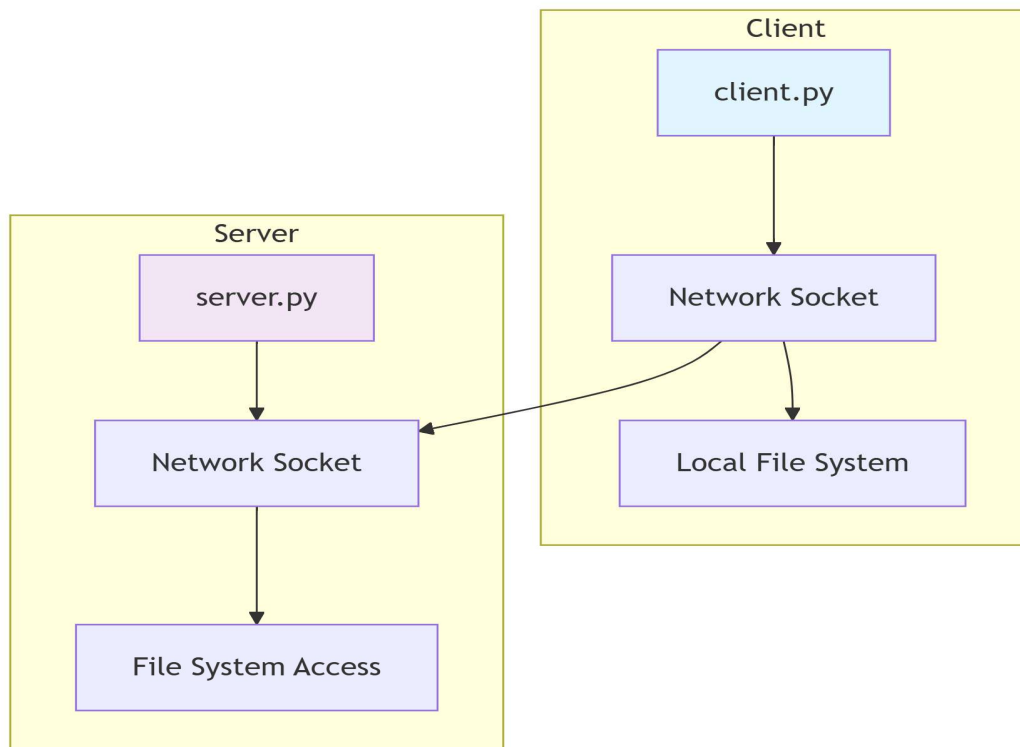 Client
client.py
Server
server.py
Network Socket
Network Socket
Local File System
File System Access